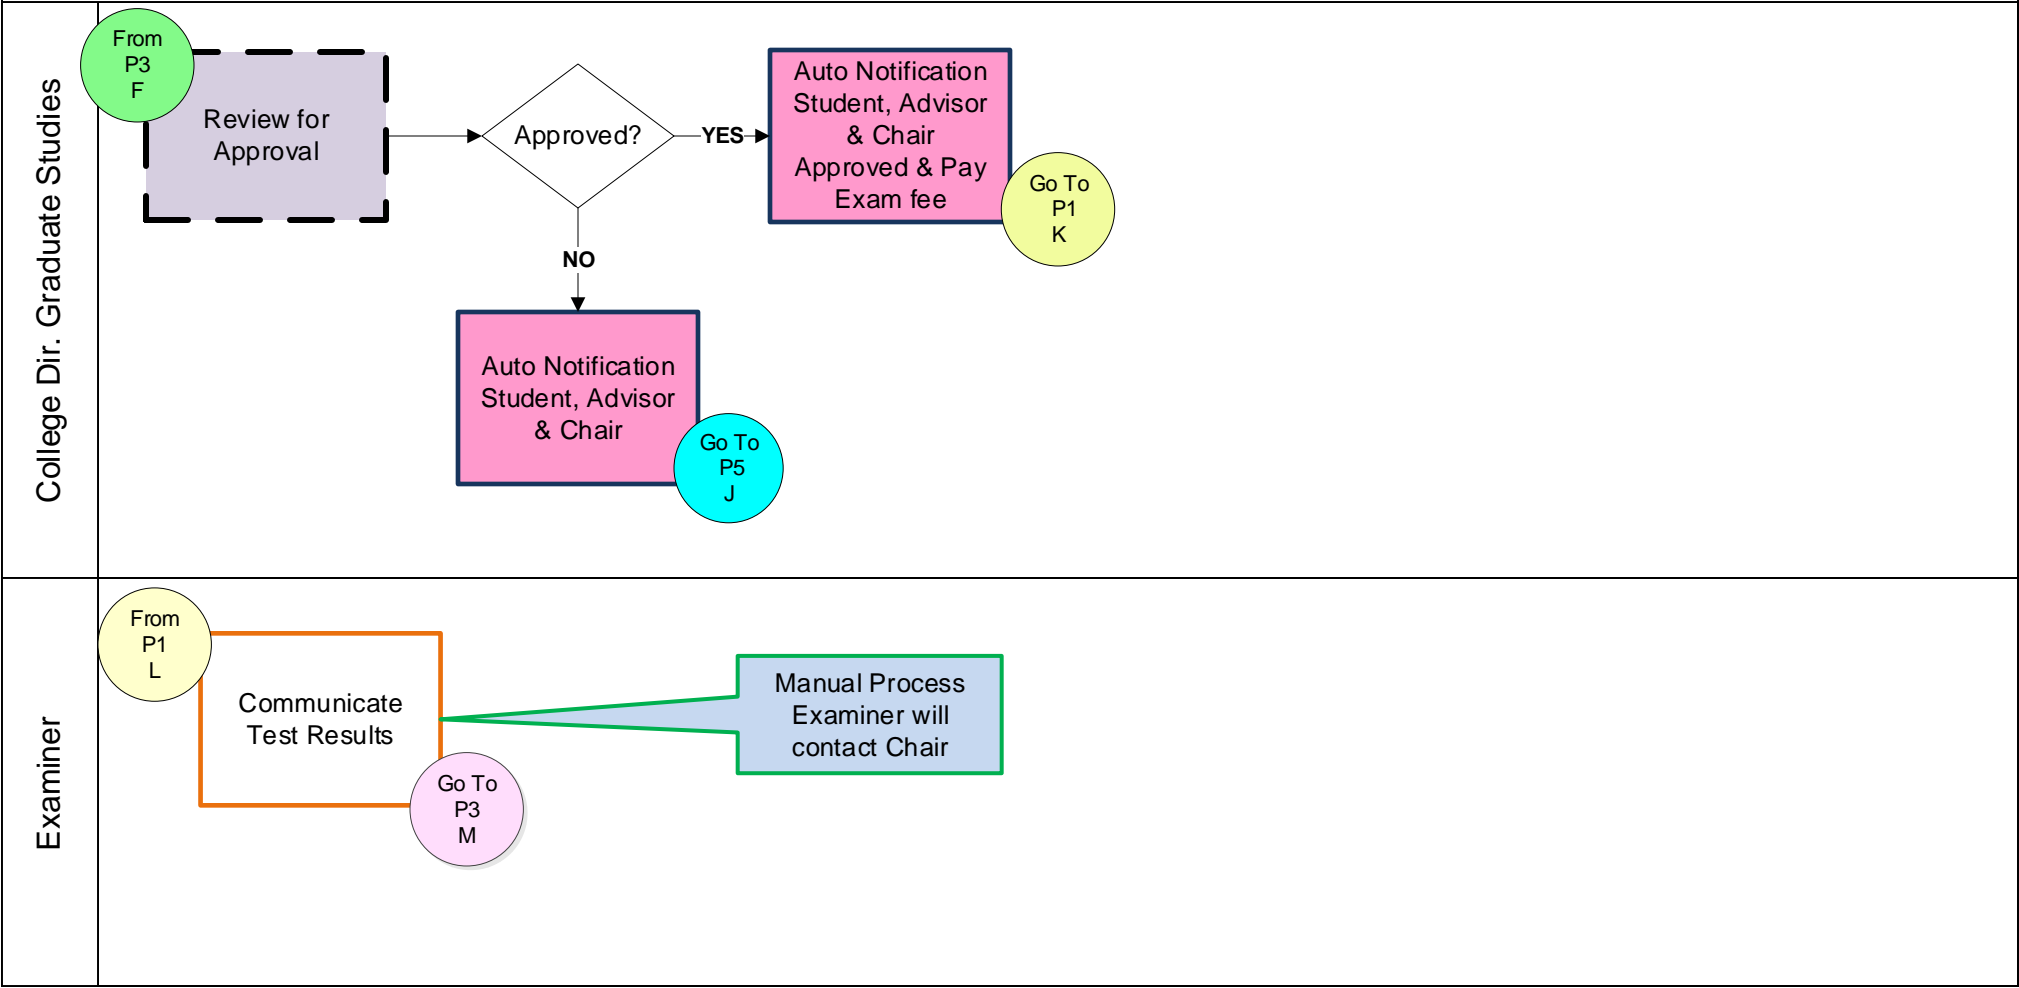 College Dir. Graduate Studies
From
P3
F
Review for
Approval
Approved?
YES
Auto Notification
Student, Advisor
& Chair
Approved & Pay
Exam fee
Go To
P1
K
NO
Auto Notification
Student, Advisor
& Chair
Go To
P5
J
Examiner
From
P1
L
Communicate
Test Results
Go To
P3
M
Manual Process
Examiner will
contact Chair